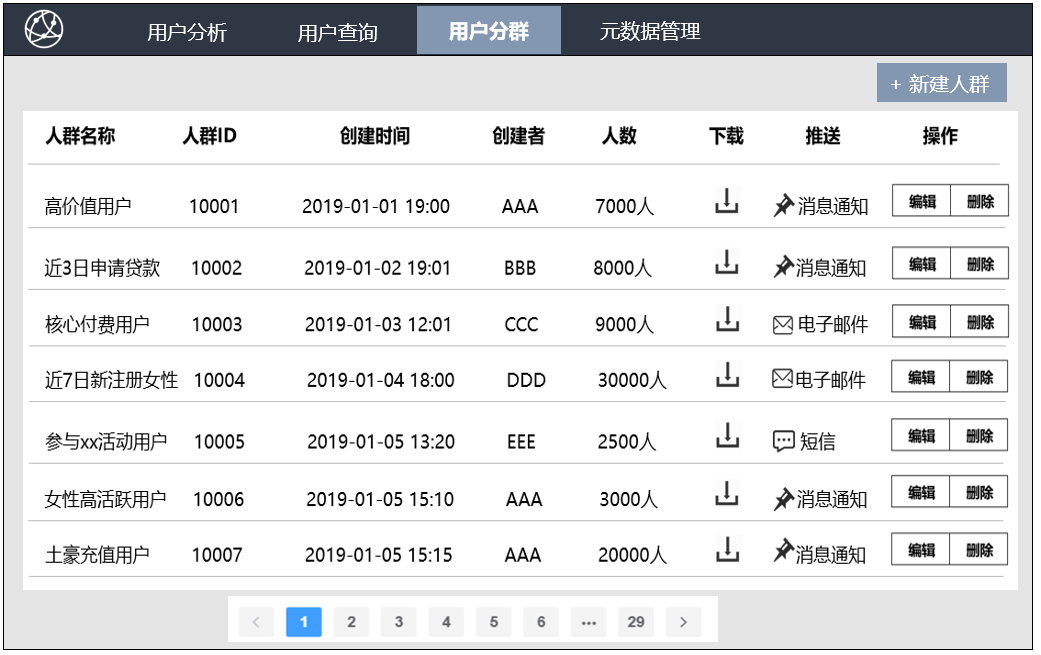 用户分析 用户查询 用户分群 元数据管理
+ 新建人群
人群名称 人群ID 创建时间 创建者 人数 下载 推送 操作
高价值用户 10001 2019-01-01 19:00 AAA 7000人 消息通知 编辑 删除
近3日申请贷款 10002 2019-01-02 19:01 BBB 8000人 消息通知 编辑 删除
核心付费用户 10003 2019-01-03 12:01 CCC 9000人 电子邮件 编辑 删除
近7日新注册女性 10004 2019-01-04 18:00 DDD 30000人 电子邮件 编辑 删除
参与xx活动用户 10005 2019-01-05 13:20 EEE 2500人 短信 编辑 删除
女性高活跃用户 10006 2019-01-05 15:10 AAA 3000人 消息通知 编辑 删除
土豪充值用户 10007 2019-01-05 15:15 AAA 20000人 消息通知 编辑 删除
< 1 2 3 4 5 6 ••• 29 >